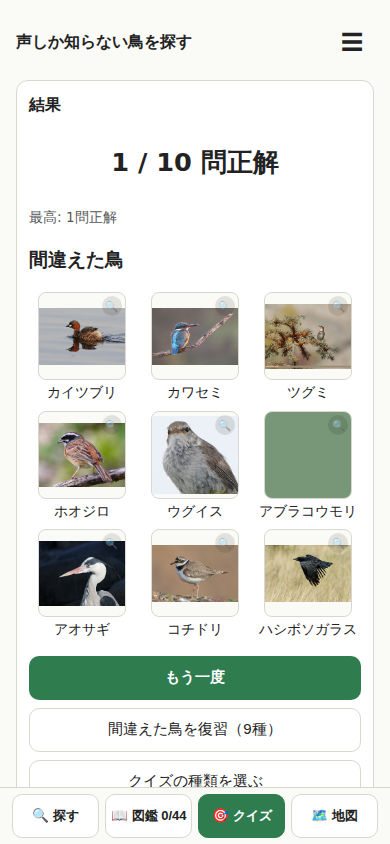 声しか知らない鳥を探す
☰
結果
1 / 10 問正解
最高: 1問正解
間違えた鳥
カイツブリ
カワセミ
ツグミ
ホオジロ
ウグイス
アブラコウモリ
アオサギ
コチドリ
ハシボソガラス
もう一度
間違えた鳥を復習（9種）
クイズの種類を選ぶ
🔍 探す
📖 図鑑 0/44
🎯 クイズ
🗺️ 地図